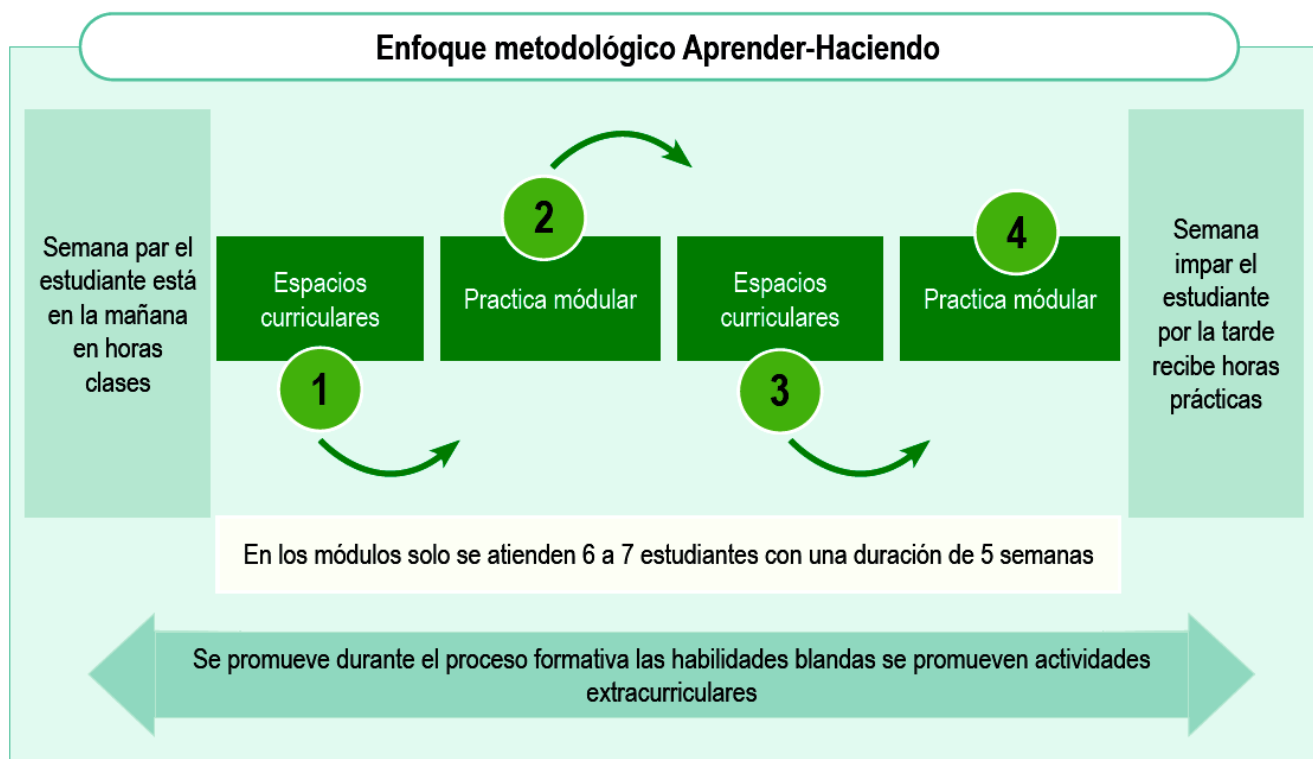 Enfoque metodológico Aprender-Haciendo
Semana par el
estudiante está
en la mañana
en horas
clases
Espacios
curriculares
1
2
Practica módular
Espacios
curriculares
3
4
Practica módular
Semana
impar el
estudiante
por la tarde
recibe horas
prácticas
En los módulos solo se atienden 6 a 7 estudiantes con una duración de 5 semanas
Se promueve durante el proceso formativa las habilidades blandas se promueven actividades
extracurriculares